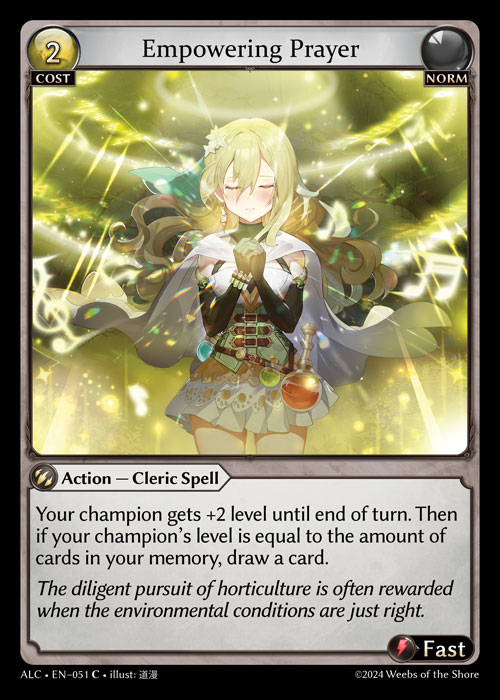 2
Empowering Prayer
COST
NORM
Action — Cleric Spell
Your champion gets +2 level until end of turn. Then
if your champion's level is equal to the amount of
cards in your memory, draw a card.
The diligent pursuit of horticulture is often rewarded
when the environmental conditions are just right.
Fast
ALC • EN-051 C • illust: 道漫
©2024 Weebs of the Shore